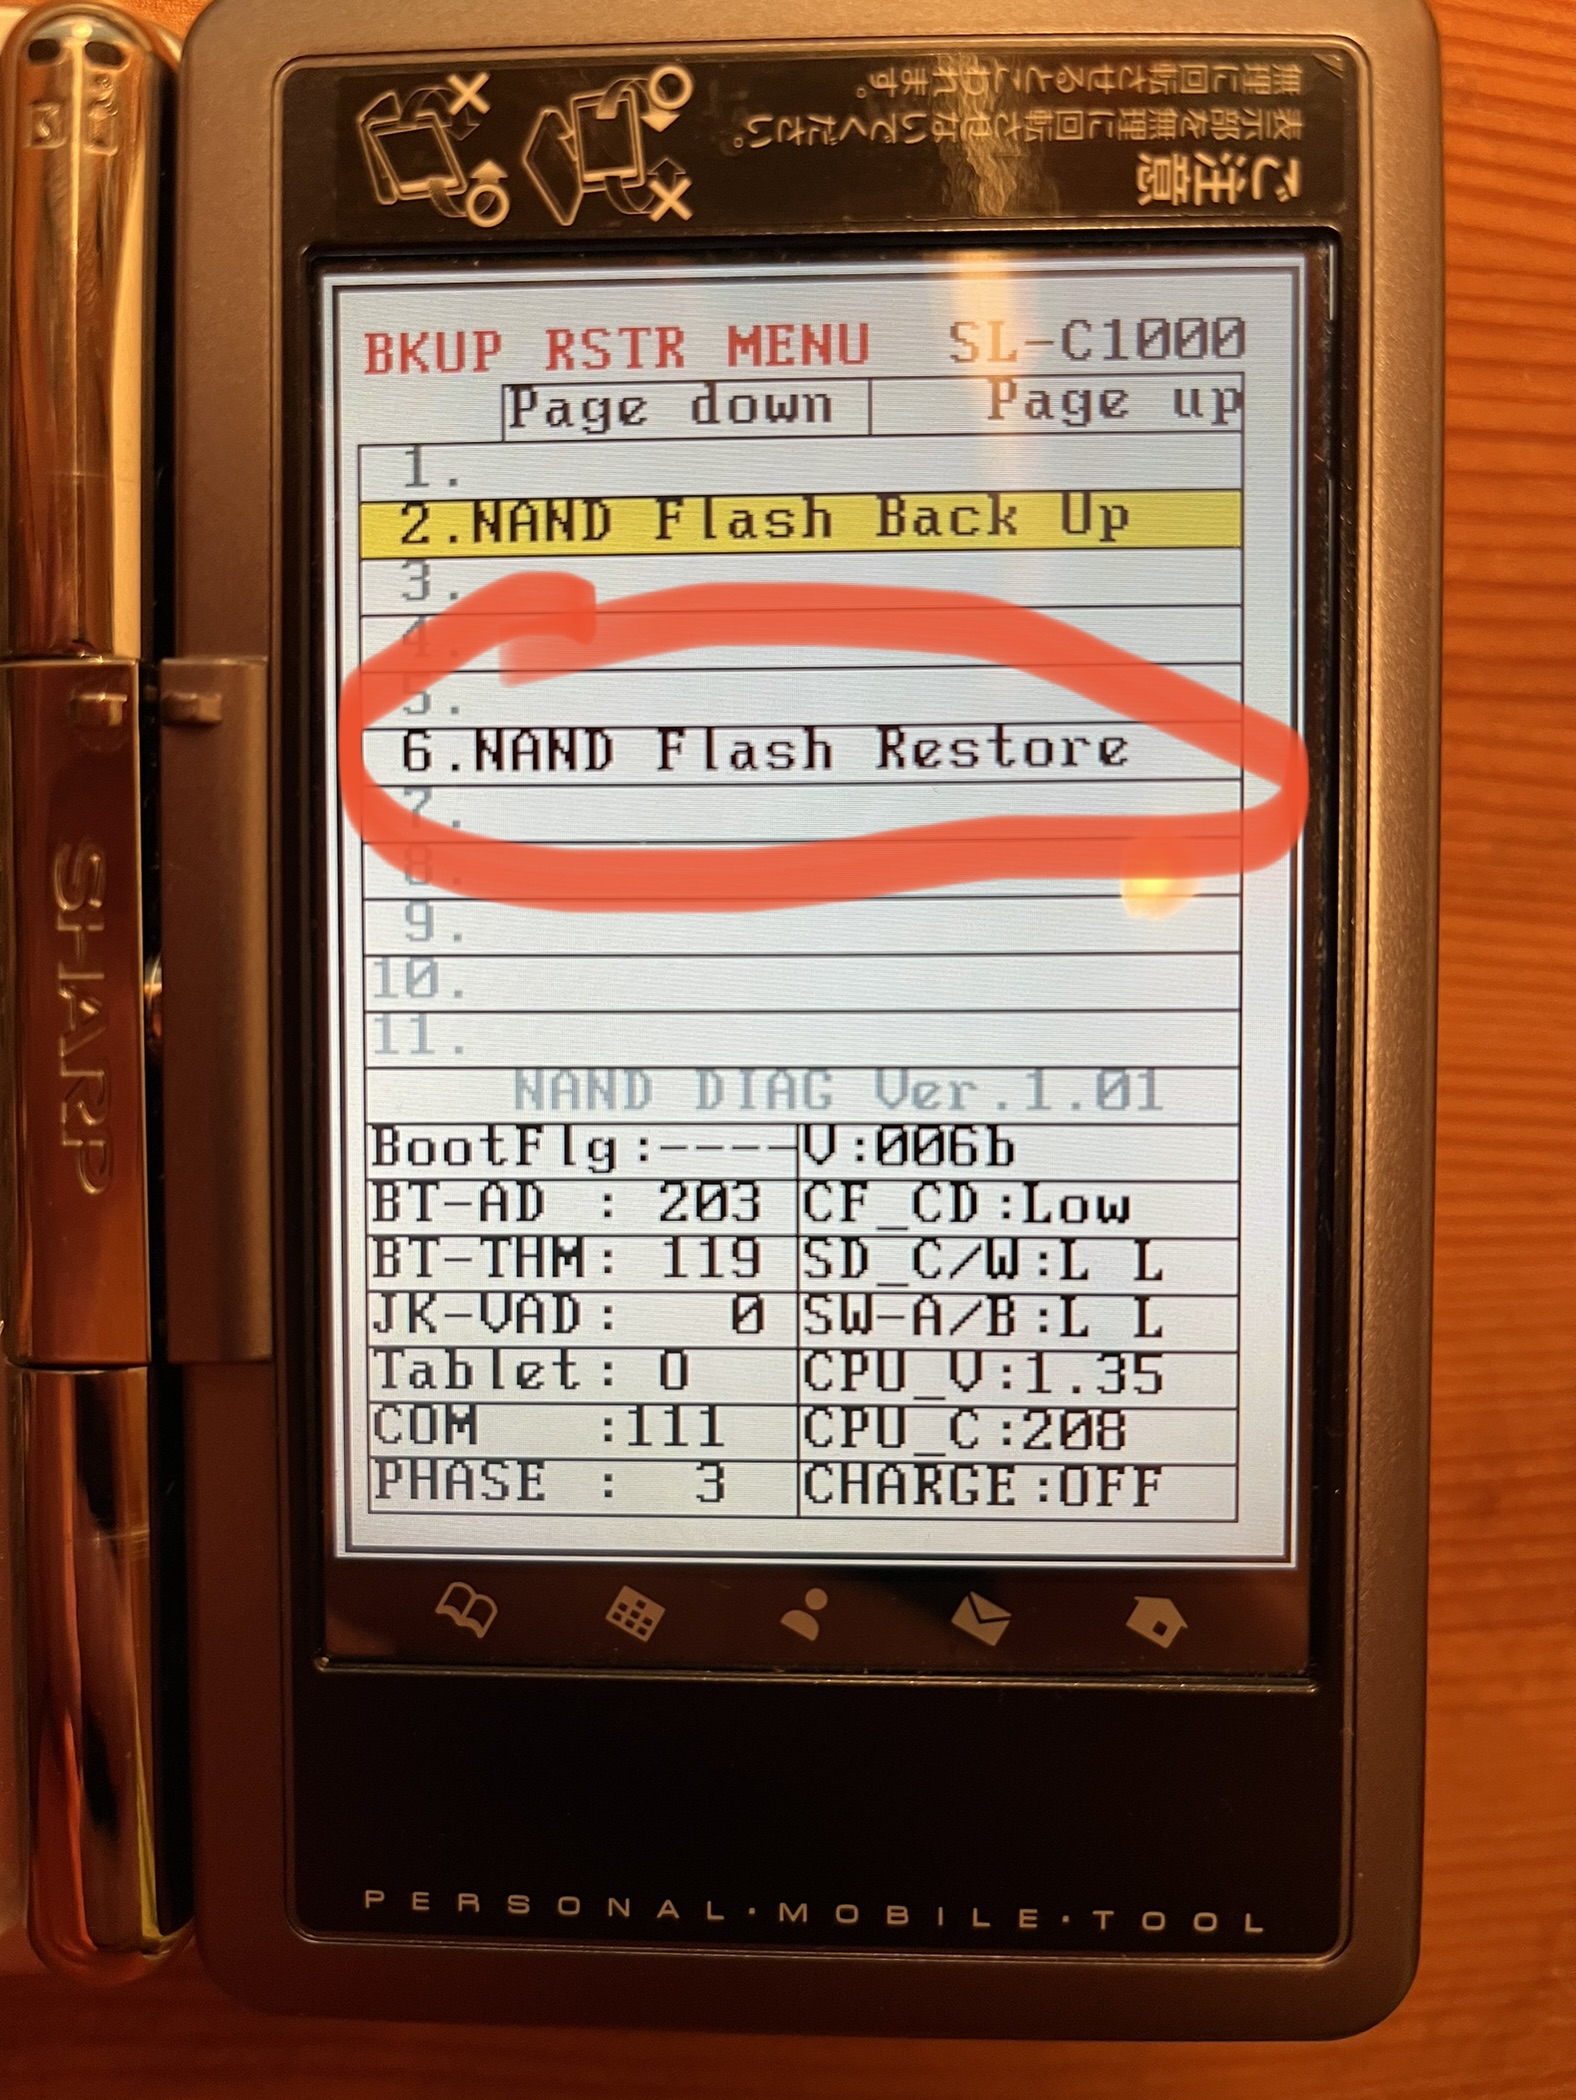 ご注意
表示部を無理に回転させないでください。
無理に回転させるとこわれます。
BKUP RSTR MENU SL-C1000
Page down Page up
1.
2.NAND Flash Back Up
3.
4.
5.
6.NAND Flash Restore
7.
8.
9.
10.
11.
NAND DIAG Ver.1.01
BootFlg:---- V:006b
BT-AD : 203 CF_CD:Low
BT-THM: 119 SD_C/W:L L
JK-VAD: 0 SW-A/B:L L
Tablet: 0 CPU_V:1.35
COM :111 CPU_C:208
PHASE : 3 CHARGE:OFF
SHARP
PERSONAL·MOBILE·TOOL